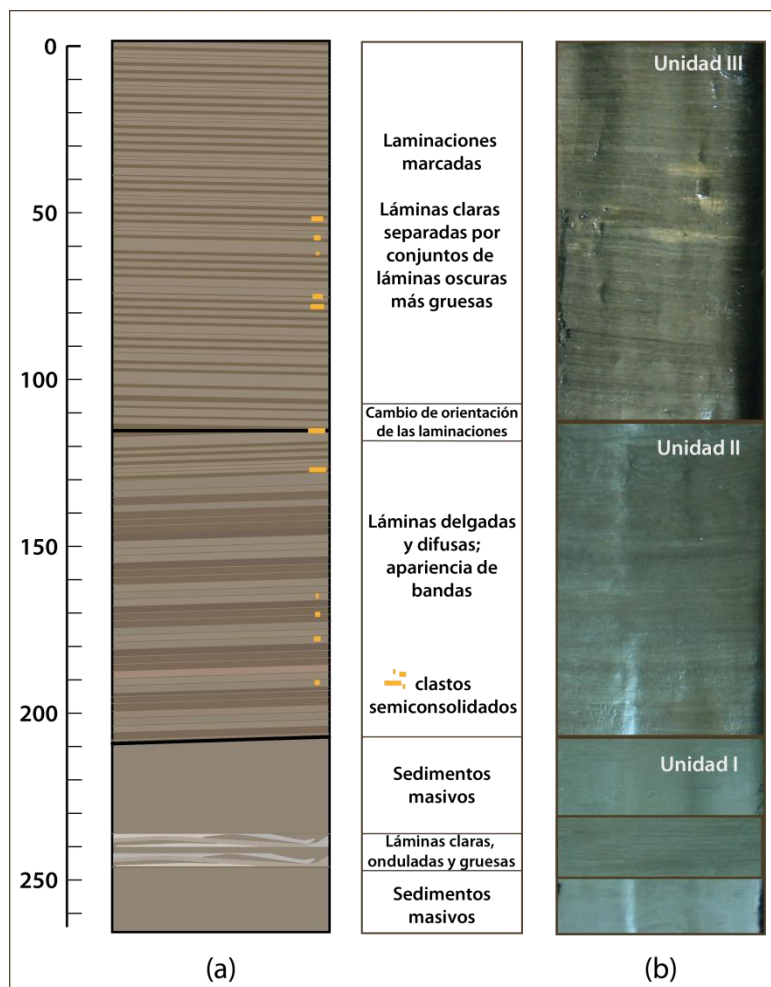 0
50
100
150
200
250
Laminaciones
marcadas
Láminas claras
separadas por
conjuntos de
láminas oscuras
más gruesas
Cambio de orientación
de las laminaciones
Láminas delgadas
y difusas;
apariencia de
bandas
clastos
semiconsolidados
Sedimentos
masivos
Láminas claras,
onduladas y gruesas
Sedimentos
masivos
Unidad III
Unidad II
Unidad I
(a)
(b)